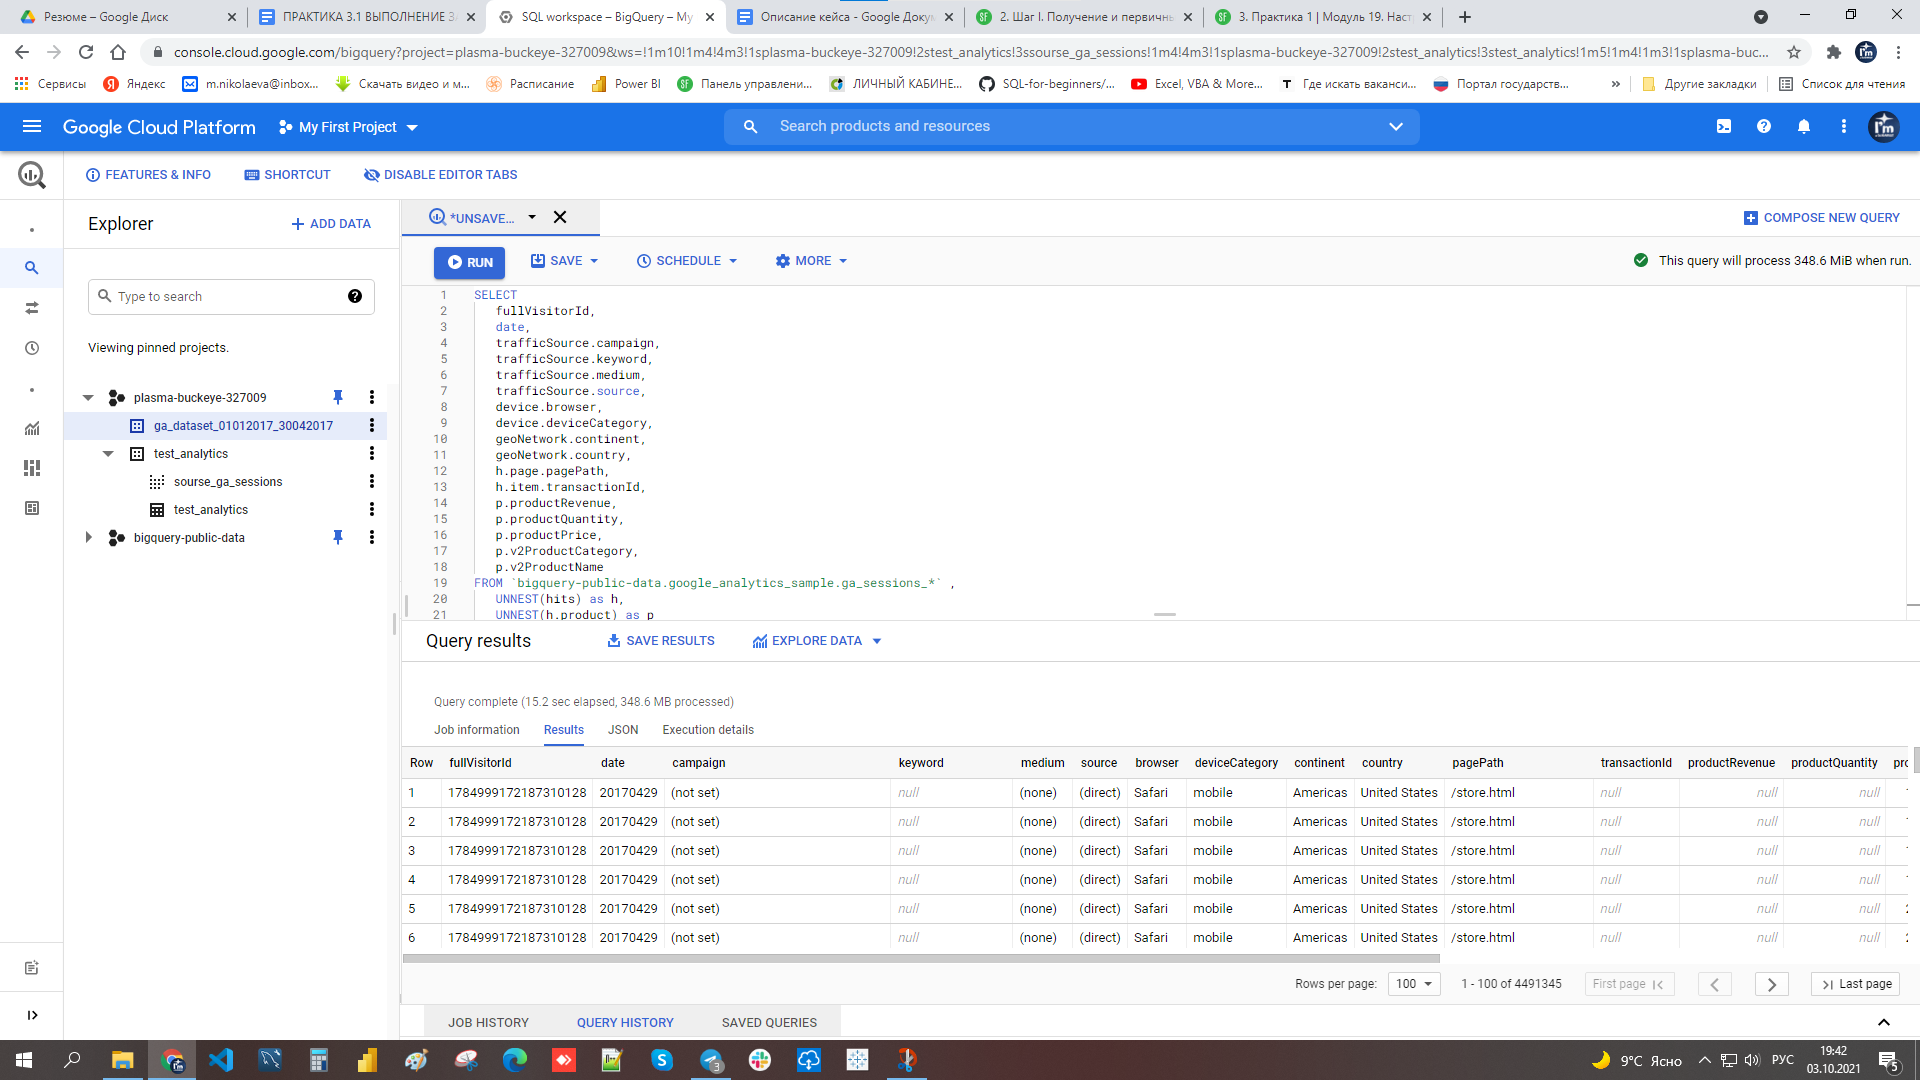 Резюме – Google Диск
ПРАКТИКА 3.1 ВЫПОЛНЕНИЕ З
SQL workspace – BigQuery – My
Описание кейса - Google Докум
2. Шаг I. Получение и первичн
3. Практика 1 | Модуль 19. Наст
console.cloud.google.com/bigquery?project=plasma-buckeye-327009&ws=!1m10!1m4!4m3!1splasma-buckeye-327009!2stest_analytics!3ssourse_ga_sessions!1m4!4m3!1splasma-buckeye-327009!2stest_analytics!3stest_analytics!1m5!1m4!1m3!1splasma-buc...
Сервисы
Яндекс
m.nikolaeva@inbox...
Скачать видео и м...
Расписание
Power BI
Панель управлени...
ЛИЧНЫЙ КАБИНЕ...
SQL-for-beginners/...
Excel, VBA & More...
Где искать ваканси...
Портал государств...
»
Другие закладки
Список для чтения
Google Cloud Platform
My First Project
Search products and resources
FEATURES & INFO
SHORTCUT
DISABLE EDITOR TABS
Explorer
+ ADD DATA
*UNSAVE...
COMPOSE NEW QUERY
RUN
SAVE
SCHEDULE
MORE
This query will process 348.6 MiB when run.
Type to search
Viewing pinned projects.
plasma-buckeye-327009
ga_dataset_01012017_30042017
test_analytics
sourse_ga_sessions
test_analytics
bigquery-public-data
1 SELECT
2 fullVisitorId,
3 date,
4 trafficSource.campaign,
5 trafficSource.keyword,
6 trafficSource.medium,
7 trafficSource.source,
8 device.browser,
9 device.deviceCategory,
10 geoNetwork.continent,
11 geoNetwork.country,
12 h.page.pagePath,
13 h.item.transactionId,
14 p.productRevenue,
15 p.productQuantity,
16 p.productPrice,
17 p.v2ProductCategory,
18 p.v2ProductName
19 FROM `bigquery-public-data.google_analytics_sample.ga_sessions_*` ,
20 UNNEST(hits) as h,
21 UNNEST(h.product) as p
Query results
SAVE RESULTS
EXPLORE DATA
Query complete (15.2 sec elapsed, 348.6 MB processed)
Job information Results JSON Execution details
Row fullVisitorId date campaign keyword medium source browser deviceCategory continent country pagePath transactionId productRevenue productQuantity pro
1 1784999172187310128 20170429 (not set) null (none) (direct) Safari mobile Americas United States /store.html null null null
2 1784999172187310128 20170429 (not set) null (none) (direct) Safari mobile Americas United States /store.html null null null
3 1784999172187310128 20170429 (not set) null (none) (direct) Safari mobile Americas United States /store.html null null null
4 1784999172187310128 20170429 (not set) null (none) (direct) Safari mobile Americas United States /store.html null null null
5 1784999172187310128 20170429 (not set) null (none) (direct) Safari mobile Americas United States /store.html null null null
6 1784999172187310128 20170429 (not set) null (none) (direct) Safari mobile Americas United States /store.html null null null
Rows per page: 100 1 - 100 of 4491345 First page Last page
JOB HISTORY QUERY HISTORY SAVED QUERIES
3
9°C Ясно
РУС
19:42
03.10.2021
5